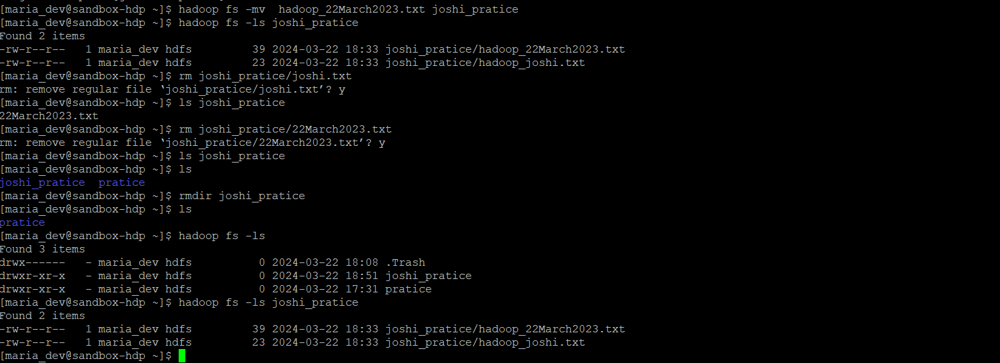 [maria_dev@sandbox-hdp ~]$ hadoop fs -mv  hadoop_22March2023.txt joshi_pratice
[maria_dev@sandbox-hdp ~]$ hadoop fs -ls joshi_pratice
Found 2 items
-rw-r--r--   1 maria_dev hdfs         39 2024-03-22 18:33 joshi_pratice/hadoop_22March2023.txt
-rw-r--r--   1 maria_dev hdfs         23 2024-03-22 18:33 joshi_pratice/hadoop_joshi.txt
[maria_dev@sandbox-hdp ~]$ rm joshi_pratice/joshi.txt
rm: remove regular file ‘joshi_pratice/joshi.txt’? y
[maria_dev@sandbox-hdp ~]$ ls joshi_pratice
22March2023.txt
[maria_dev@sandbox-hdp ~]$ rm joshi_pratice/22March2023.txt
rm: remove regular file ‘joshi_pratice/22March2023.txt’? y
[maria_dev@sandbox-hdp ~]$ ls joshi_pratice
[maria_dev@sandbox-hdp ~]$ ls
joshi_pratice  pratice
[maria_dev@sandbox-hdp ~]$ rmdir joshi_pratice
[maria_dev@sandbox-hdp ~]$ ls
pratice
[maria_dev@sandbox-hdp ~]$ hadoop fs -ls
Found 3 items
drwx------   - maria_dev hdfs          0 2024-03-22 18:08 .Trash
drwxr-xr-x   - maria_dev hdfs          0 2024-03-22 18:51 joshi_pratice
drwxr-xr-x   - maria_dev hdfs          0 2024-03-22 17:31 pratice
[maria_dev@sandbox-hdp ~]$ hadoop fs -ls joshi_pratice
Found 2 items
-rw-r--r--   1 maria_dev hdfs         39 2024-03-22 18:33 joshi_pratice/hadoop_22March2023.txt
-rw-r--r--   1 maria_dev hdfs         23 2024-03-22 18:33 joshi_pratice/hadoop_joshi.txt
[maria_dev@sandbox-hdp ~]$